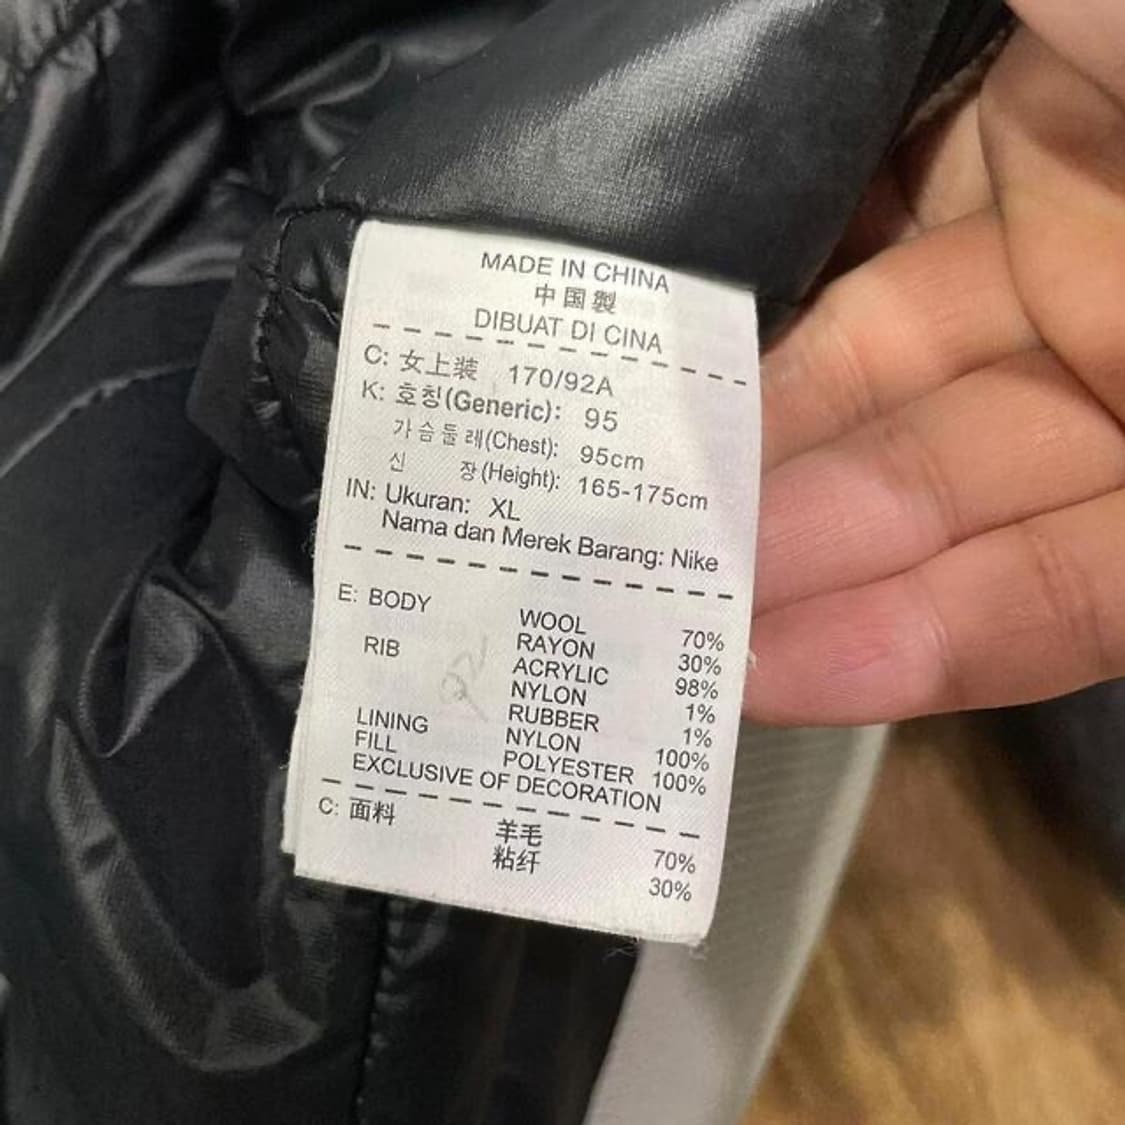 MADE IN CHINA
中国製
DIBUAT DI CINA
C: 女上装 170/92A
K: 호칭(Generic): 95
가슴둘레(Chest): 95cm
신 장(Height): 165-175cm
IN: Ukuran: XL
Nama dan Merek Barang: Nike
E: BODY WOOL 70%
RAYON 30%
RIB ACRYLIC 98%
NYLON 1%
RUBBER 1%
LINING NYLON 100%
FILL POLYESTER 100%
EXCLUSIVE OF DECORATION
C: 面料 羊毛 70%
粘纤 30%